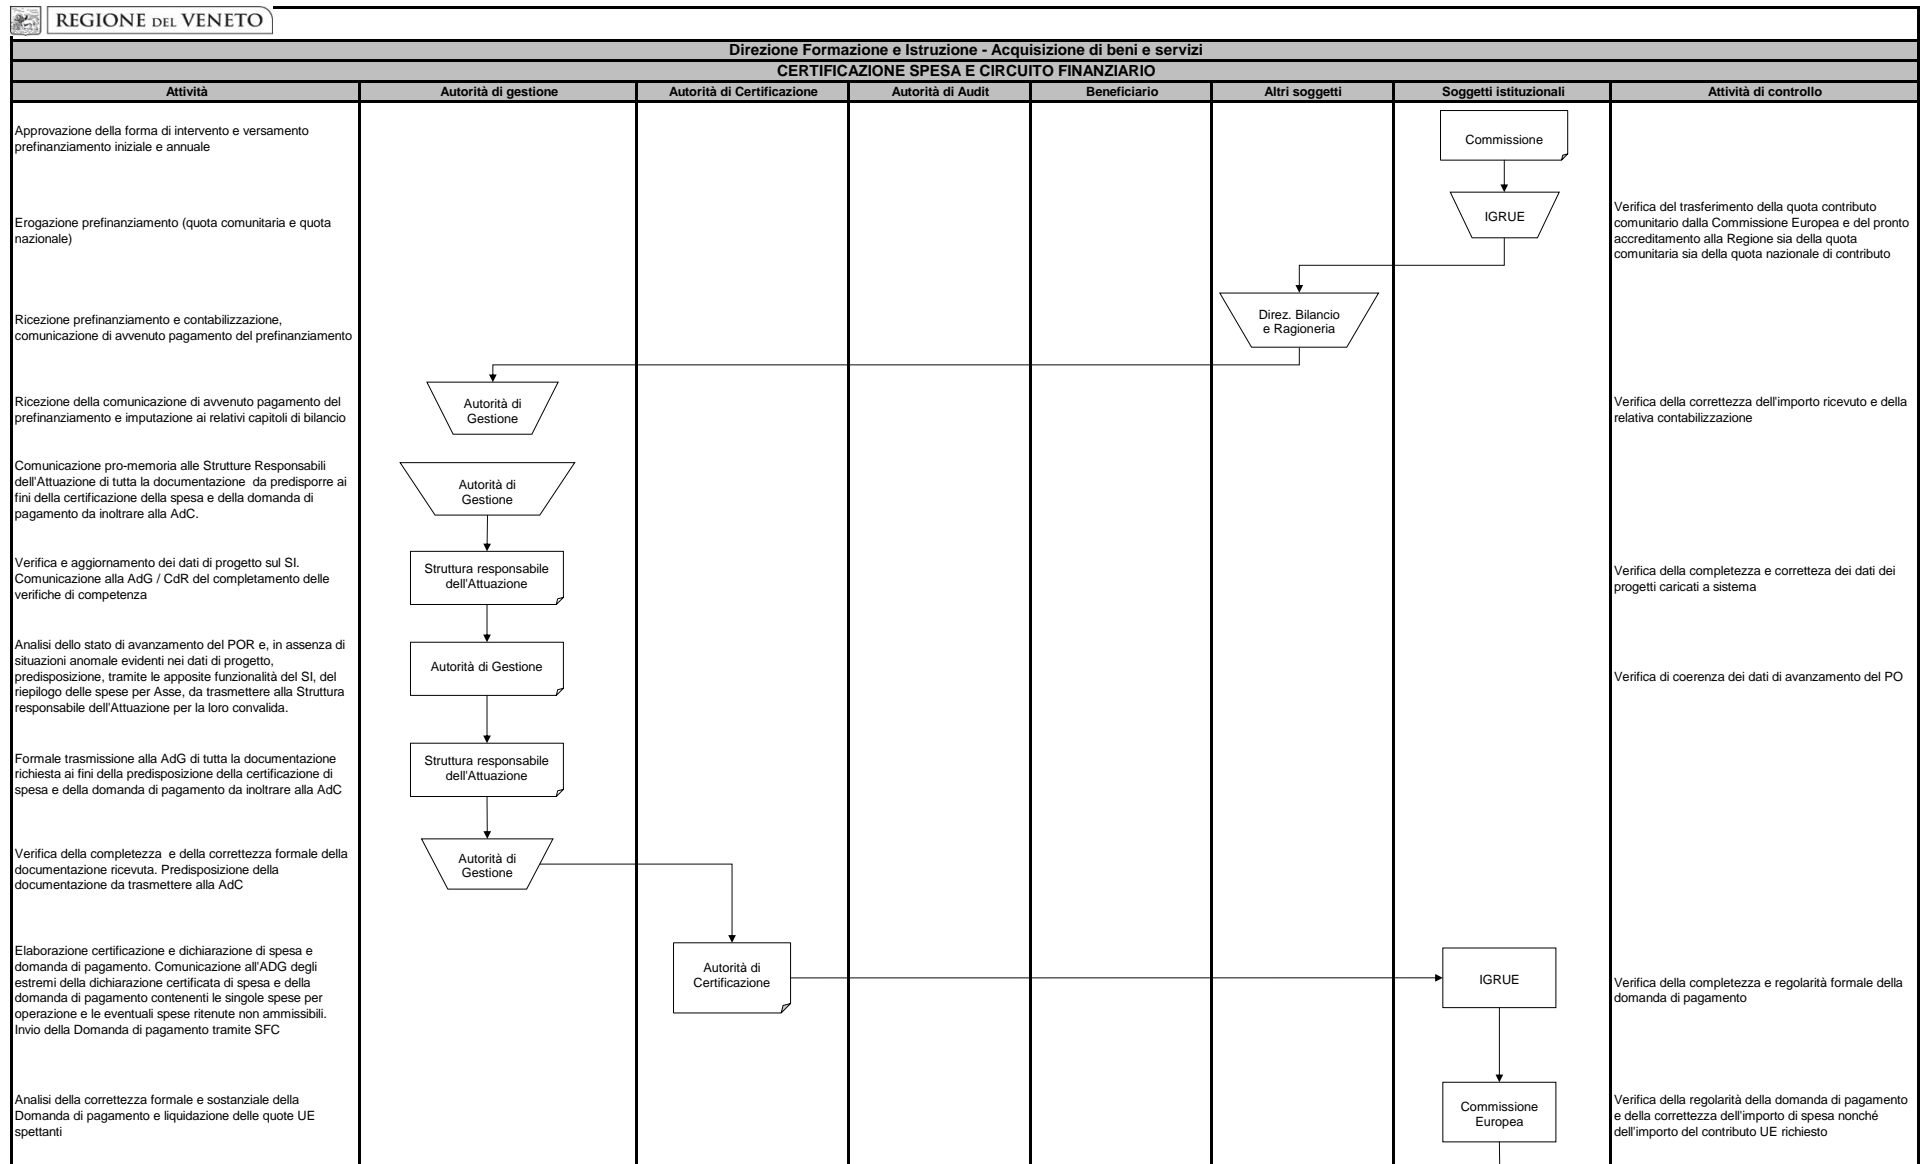 REGIONE DEL VENETO
Direzione Formazione e Istruzione - Acquisizione di beni e servizi
CERTIFICAZIONE SPESA E CIRCUITO FINANZIARIO
Attività
Autorità di gestione
Autorità di Certificazione
Autorità di Audit
Beneficiario
Altri soggetti
Soggetti istituzionali
Attività di controllo
Approvazione della forma di intervento e versamento
prefinanziamento iniziale e annuale
Commissione
Erogazione prefinanziamento (quota comunitaria e quota
nazionale)
IGRUE
Verifica del trasferimento della quota contributo
comunitario dalla Commissione Europea e del pronto
accreditamento alla Regione sia della quota
comunitaria sia della quota nazionale di contributo
Ricezione prefinanziamento e contabilizzazione,
comunicazione di avvenuto pagamento del prefinanziamento
Direz. Bilancio
e Ragioneria
Ricezione della comunicazione di avvenuto pagamento del
prefinanziamento e imputazione ai relativi capitoli di bilancio
Autorità di
Gestione
Verifica della correttezza dell'importo ricevuto e della
relativa contabilizzazione
Comunicazione pro-memoria alle Strutture Responsabili
dell'Attuazione di tutta la documentazione  da predisporre ai
fini della certificazione della spesa e della domanda di
pagamento da inoltrare alla AdC.
Autorità di
Gestione
Verifica e aggiornamento dei dati di progetto sul SI.
Comunicazione alla AdG / CdR del completamento delle
verifiche di competenza
Struttura responsabile
dell'Attuazione
Verifica della completezza e corretteza dei dati dei
progetti caricati a sistema
Analisi dello stato di avanzamento del POR e, in assenza di
situazioni anomale evidenti nei dati di progetto,
predisposizione, tramite le apposite funzionalità del SI, del
riepilogo delle spese per Asse, da trasmettere alla Struttura
responsabile dell'Attuazione per la loro convalida.
Autorità di Gestione
Verifica di coerenza dei dati di avanzamento del PO
Formale trasmissione alla AdG di tutta la documentazione
richiesta ai fini della predisposizione della certificazione di
spesa e della domanda di pagamento da inoltrare alla AdC
Struttura responsabile
dell'Attuazione
Verifica della completezza  e della correttezza formale della
documentazione ricevuta. Predisposizione della
documentazione da trasmettere alla AdC
Autorità di
Gestione
Elaborazione certificazione e dichiarazione di spesa e
domanda di pagamento. Comunicazione all'ADG degli
estremi della dichiarazione certificata di spesa e della
domanda di pagamento contenenti le singole spese per
operazione e le eventuali spese ritenute non ammissibili.
Invio della Domanda di pagamento tramite SFC
Autorità di
Certificazione
IGRUE
Verifica della completezza e regolarità formale della
domanda di pagamento
Analisi della correttezza formale e sostanziale della
Domanda di pagamento e liquidazione delle quote UE
spettanti
Commissione
Europea
Verifica della regolarità della domanda di pagamento
e della correttezza dell'importo di spesa nonché
dell'importo del contributo UE richiesto